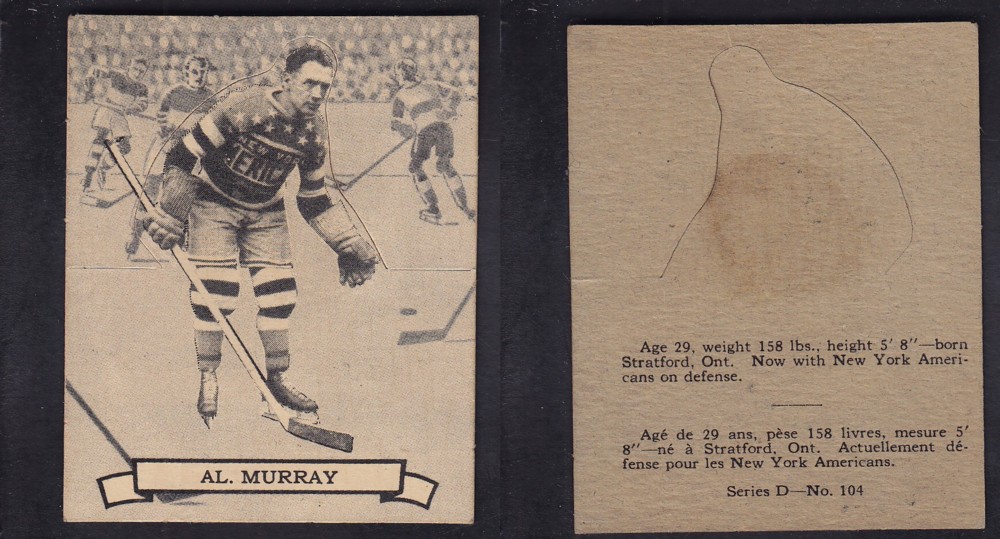 NEW YORK
AL. MURRAY
Age 29, weight 158 lbs., height 5′ 8″—born
Stratford, Ont. Now with New York Ameri-
cans on defense.
Agé de 29 ans, pèse 158 livres, mesure 5′
8″—né à Stratford, Ont. Actuellement dé-
fense pour les New York Americans.
Series D—No. 104